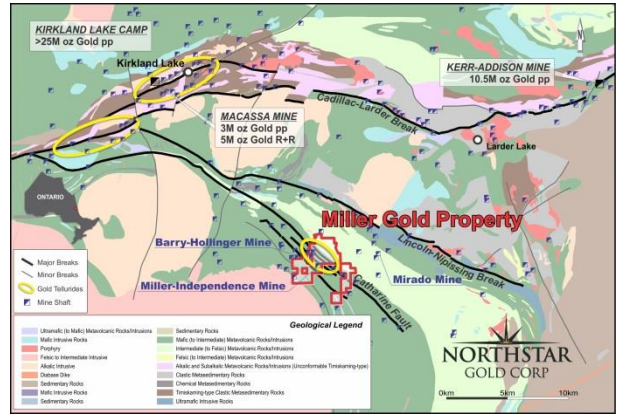 KIRKLAND LAKE CAMP
>25M oz Gold pp
Kirkland Lake
N
KERR-ADDISON MINE
10.5M oz Gold pp
MACASSA MINE
3M oz Gold pp
5M oz Gold R+R
Cadillac-Larder Break
Larder Lake
ONTARIO
Miller Gold Property
Barry-Hollinger Mine
Lincoln-Nipissing Break
Mirado Mine
Miller-Independence Mine
Catharine Fault
Major Breaks
Minor Breaks
Gold Tellurides
Mine Shaft
Geological Legend
Ultramafic (to Mafic) Metavolcanic Rocks/Intrusions
Mafic Intrusive Rocks
Porphyry
Felsic to Intermediate Intrusive
Alkalic Intrusive
Diabase Dike
Sedimentary Rocks
Mafic Intrusive Rocks
Sedimentary Rocks
Sedimentary Rocks
Mafic (to Intermediate) Metavolcanic Rocks/Intrusions
Intermediate (to Felsic) Metavolcanic Rocks/Intrusions
Felsic (to Intermediate) Metavolcanic Rocks/Intrusions
Alkalic and Subalkalic Metavolcanic Rocks/Intrusions (Unconformable Timiskaming-type)
Clastic Metasedimentary Rocks
Chemical Metasedimentary Rocks
Timiskaming-type Clastic Metasedimentary Rocks
Ultramafic Intrusive Rocks
NORTHSTAR
GOLD CORP
0km 5km 10km